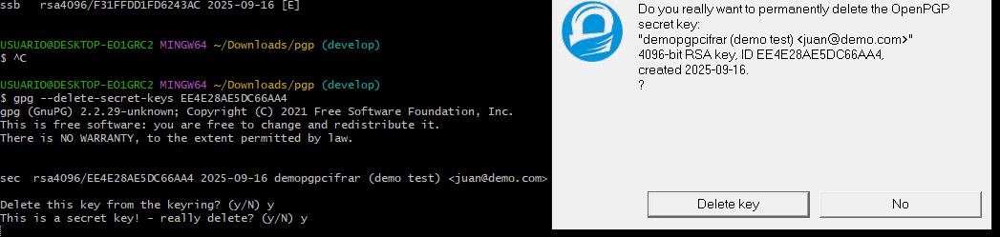 ssb   rsa4096/F31FFDD1FD6243AC 2025-09-16 [E]
USUARIO@DESKTOP-EO1GRC2 MINGW64 ~/Downloads/pgp (develop)
$ ^C
USUARIO@DESKTOP-EO1GRC2 MINGW64 ~/Downloads/pgp (develop)
$ gpg --delete-secret-keys EE4E28AE5DC66AA4
gpg (GnuPG) 2.2.29-unknown; Copyright (C) 2021 Free Software Foundation, Inc.
This is free software: you are free to change and redistribute it.
There is NO WARRANTY, to the extent permitted by law.
sec  rsa4096/EE4E28AE5DC66AA4 2025-09-16 demopgpcifrar (demo test) <juan@demo.com>
Delete this key from the keyring? (y/N) y
This is a secret key! - really delete? (y/N) y
Do you really want to permanently delete the OpenPGP
secret key:
"demopgpcifrar (demo test) <juan@demo.com>"
4096-bit RSA key, ID EE4E28AE5DC66AA4,
created 2025-09-16.
?
Delete key
No